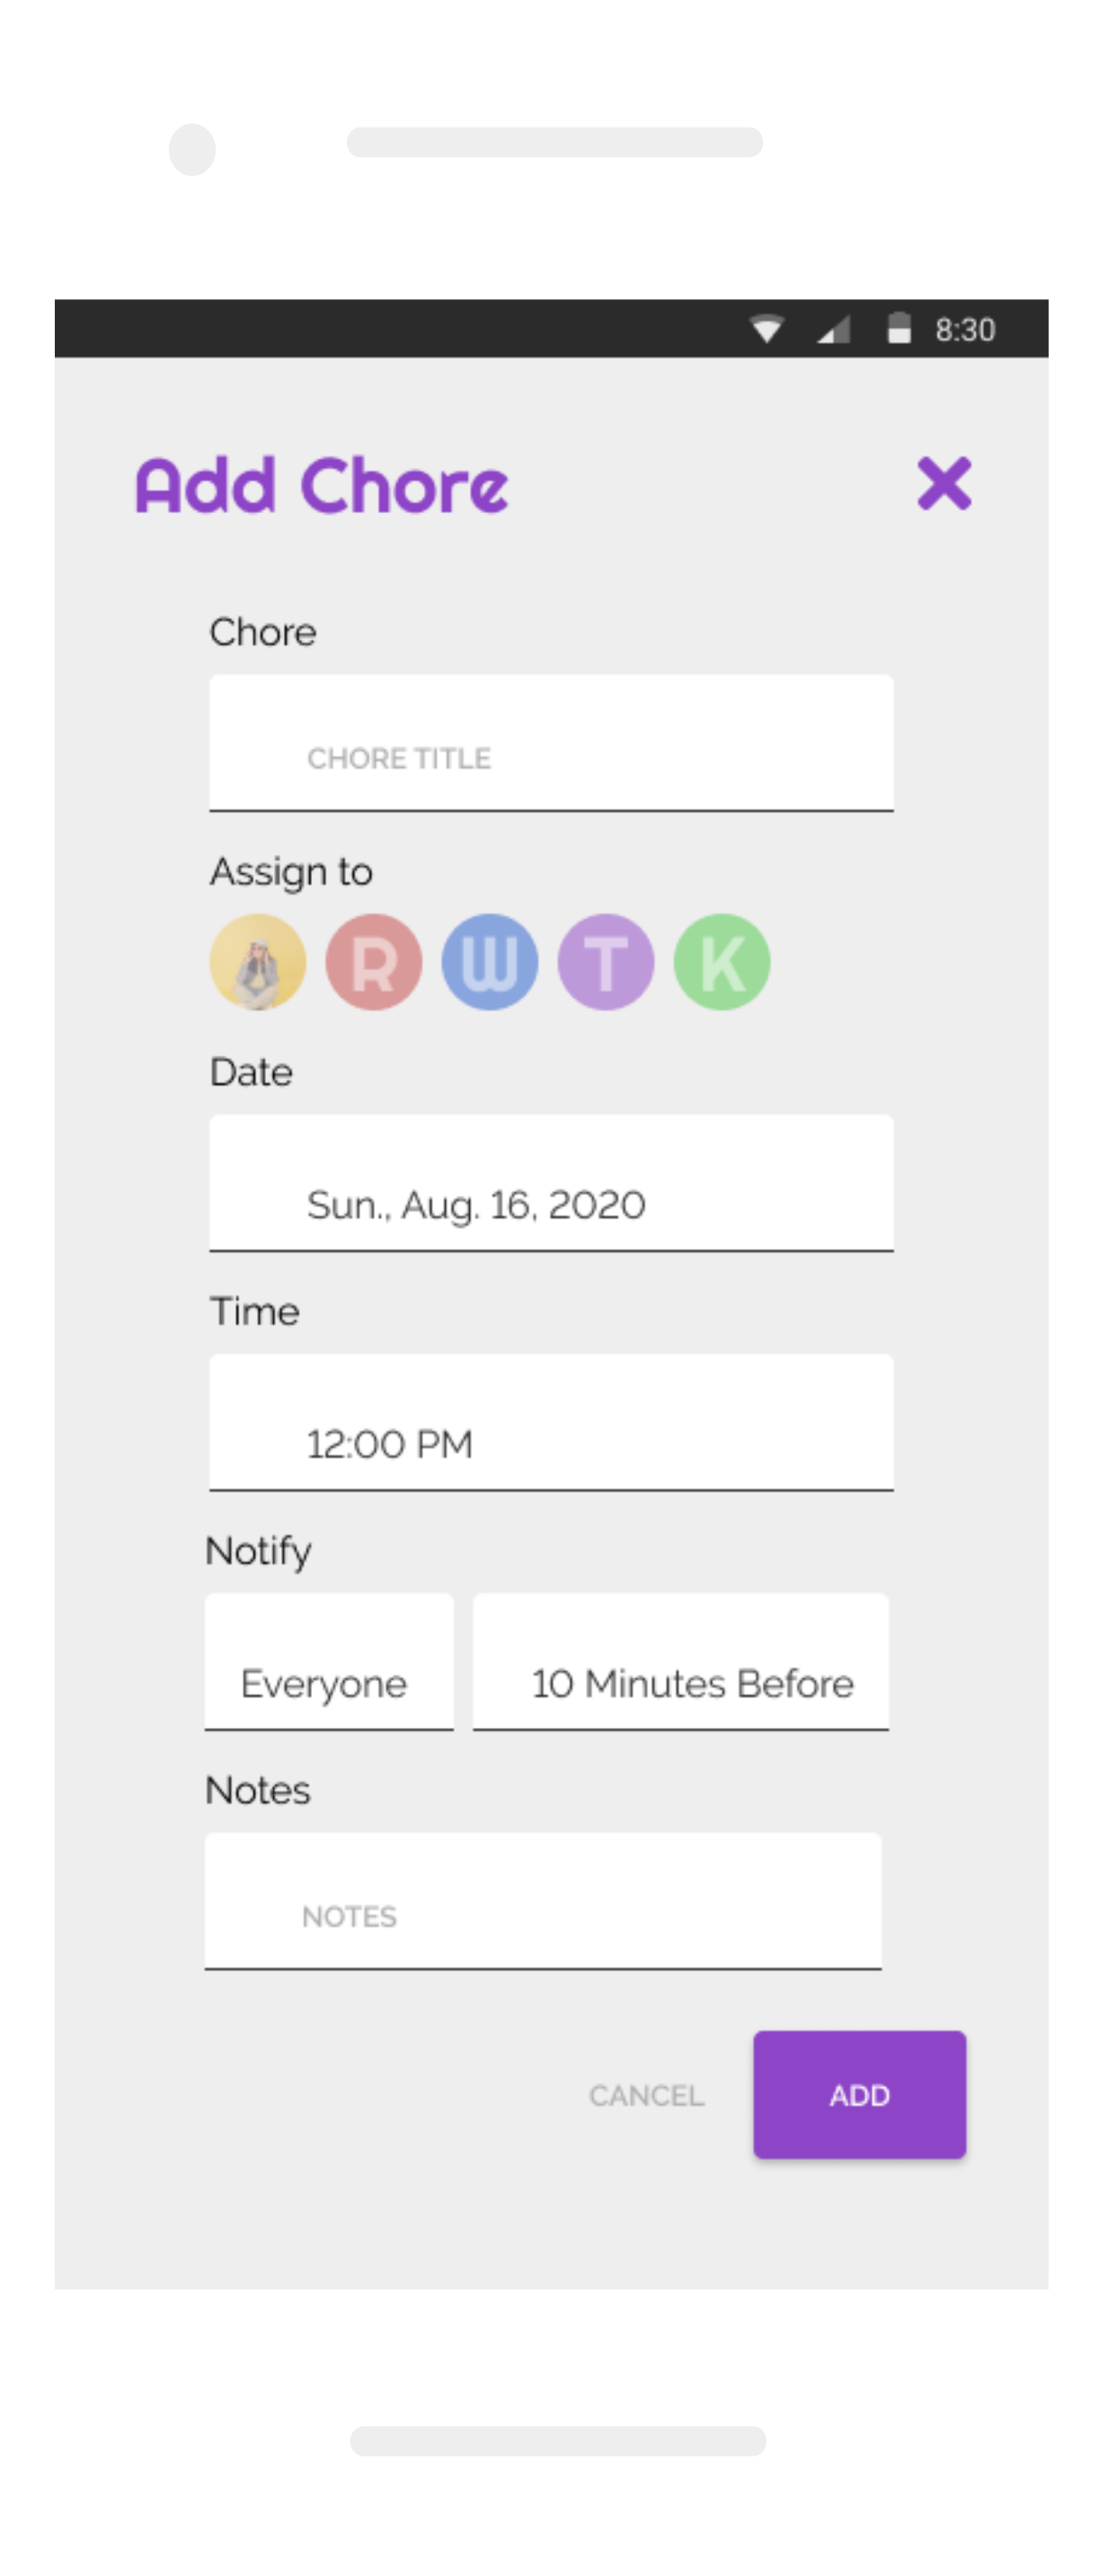 8:30
Add Chore
Chore
CHORE TITLE
Assign to
R W T K
Date
Sun., Aug. 16, 2020
Time
12:00 PM
Notify
Everyone 10 Minutes Before
Notes
NOTES
CANCEL ADD